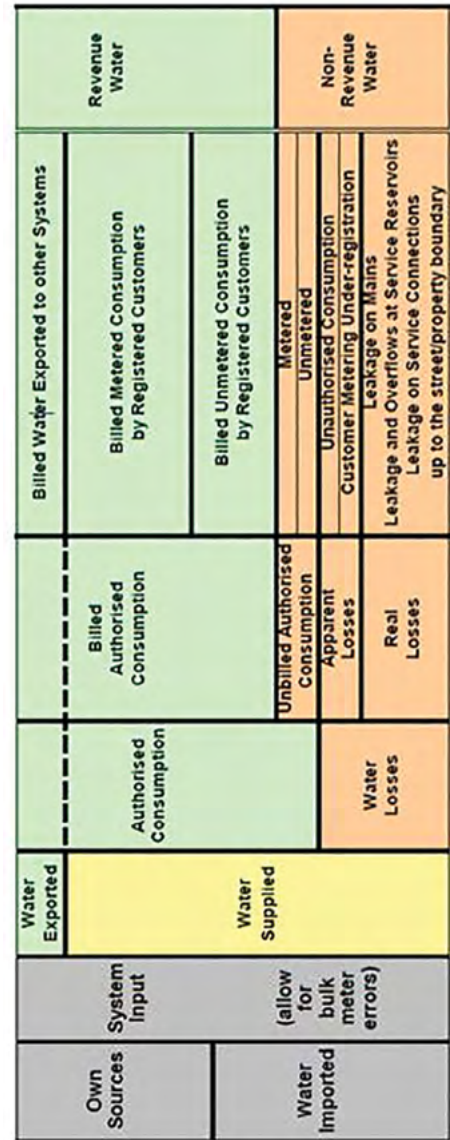 Own
Sources
Water
Imported
System
Input
(allow
for
bulk
meter
errors)
Water
Exported
Water
Supplied
Authorised
Consumption
Water
Losses
Billed
Authorised
Consumption
Unbilled Authorised
Consumption
Apparent
Losses
Real
Losses
Billed Water Exported to other Systems
Billed Metered Consumption
by Registered Customers
Billed Unmetered Consumption
by Registered Customers
Metered
Unmetered
Unauthorised Consumption
Customer Metering Under-registration
Leakage on Mains
Leakage and Overflows at Service Reservoirs
Leakage on Service Connections
up to the street/property boundary
Revenue
Water
Non-
Revenue
Water